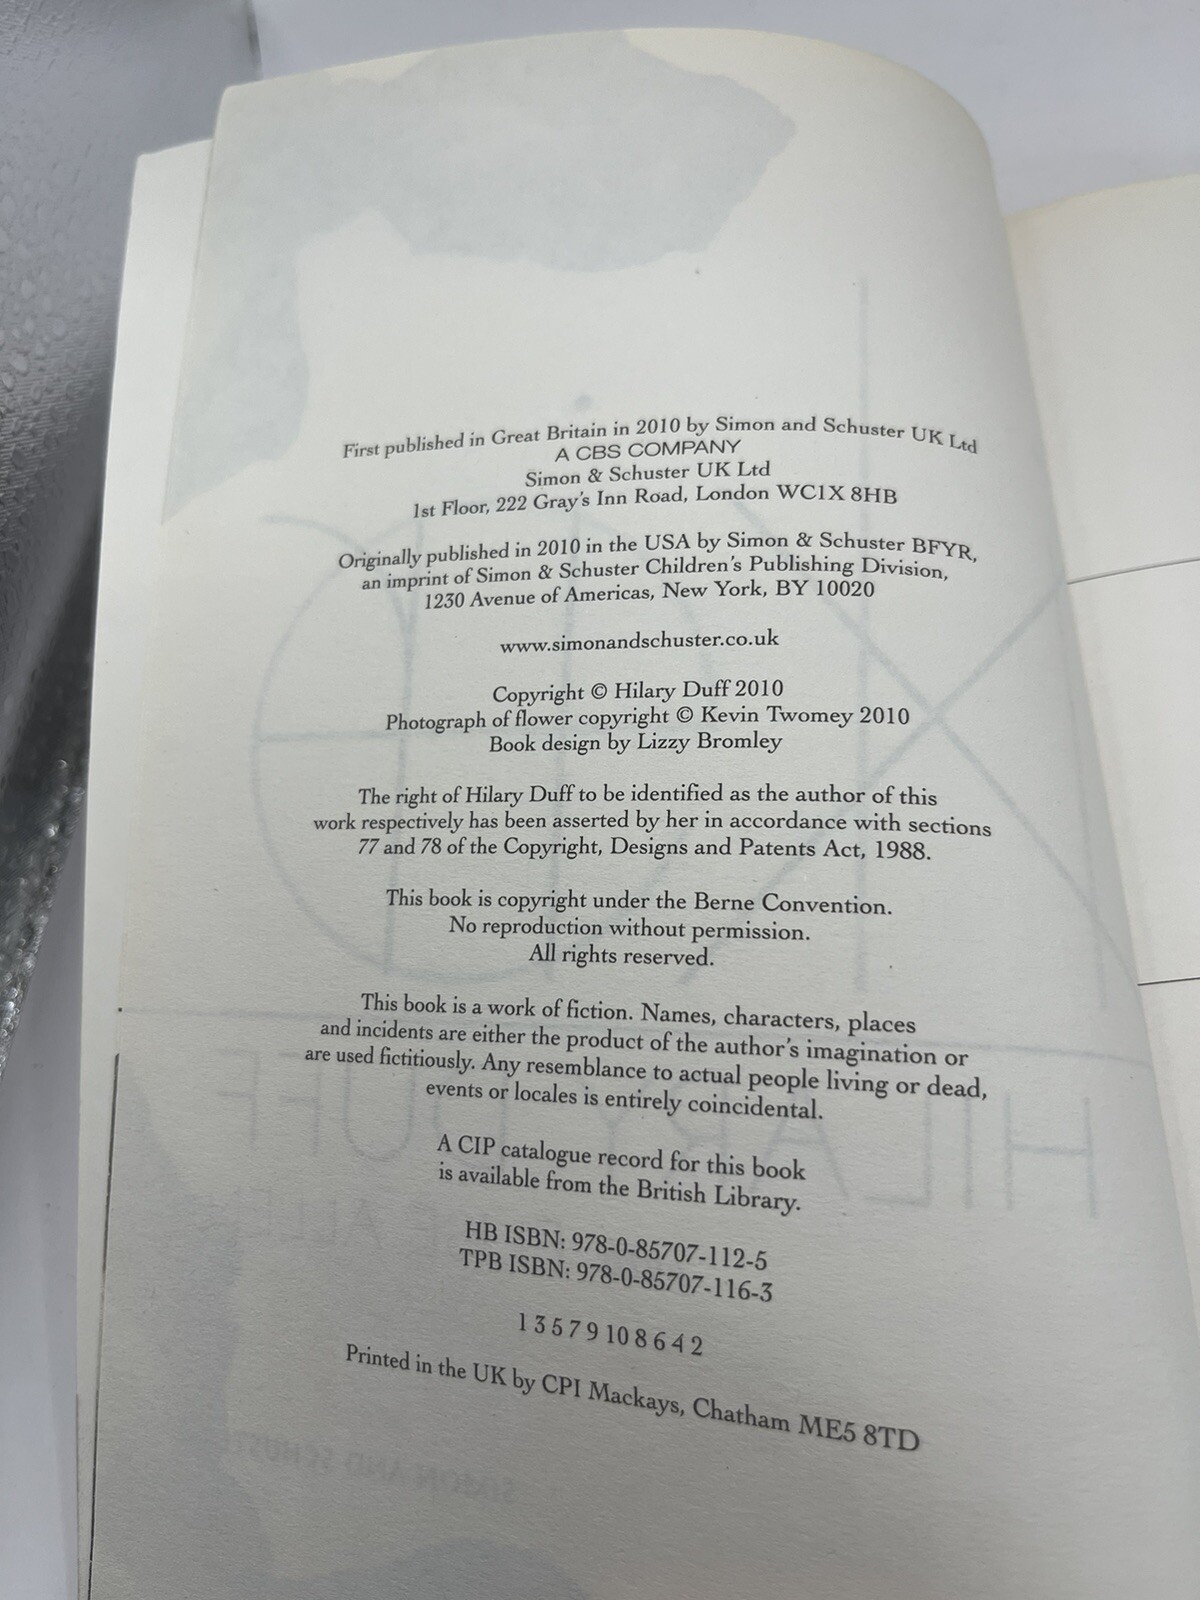 First published in Great Britain in 2010 by Simon and Schuster UK Ltd
A CBS COMPANY
Simon & Schuster UK Ltd
1st Floor, 222 Gray's Inn Road, London WC1X 8HB
Originally published in 2010 in the USA by Simon & Schuster BFYR,
an imprint of Simon & Schuster Children's Publishing Division,
1230 Avenue of Americas, New York, BY 10020
www.simonandschuster.co.uk
Copyright © Hilary Duff 2010
Photograph of flower copyright © Kevin Twomey 2010
Book design by Lizzy Bromley
The right of Hilary Duff to be identified as the author of this
work respectively has been asserted by her in accordance with sections
77 and 78 of the Copyright, Designs and Patents Act, 1988.
This book is copyright under the Berne Convention.
No reproduction without permission.
All rights reserved.
This book is a work of fiction. Names, characters, places
and incidents are either the product of the author's imagination or
are used fictitiously. Any resemblance to actual people living or dead,
events or locales is entirely coincidental.
A CIP catalogue record for this book
is available from the British Library.
HB ISBN: 978-0-85707-112-5
TPB ISBN: 978-0-85707-116-3
1 3 5 7 9 10 8 6 4 2
Printed in the UK by CPI Mackays, Chatham ME5 8TD